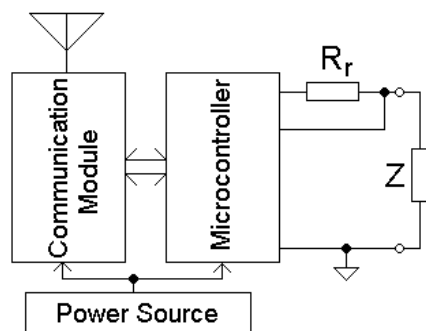 Communication
Module
Microcontroller
Rr
Z
Power Source